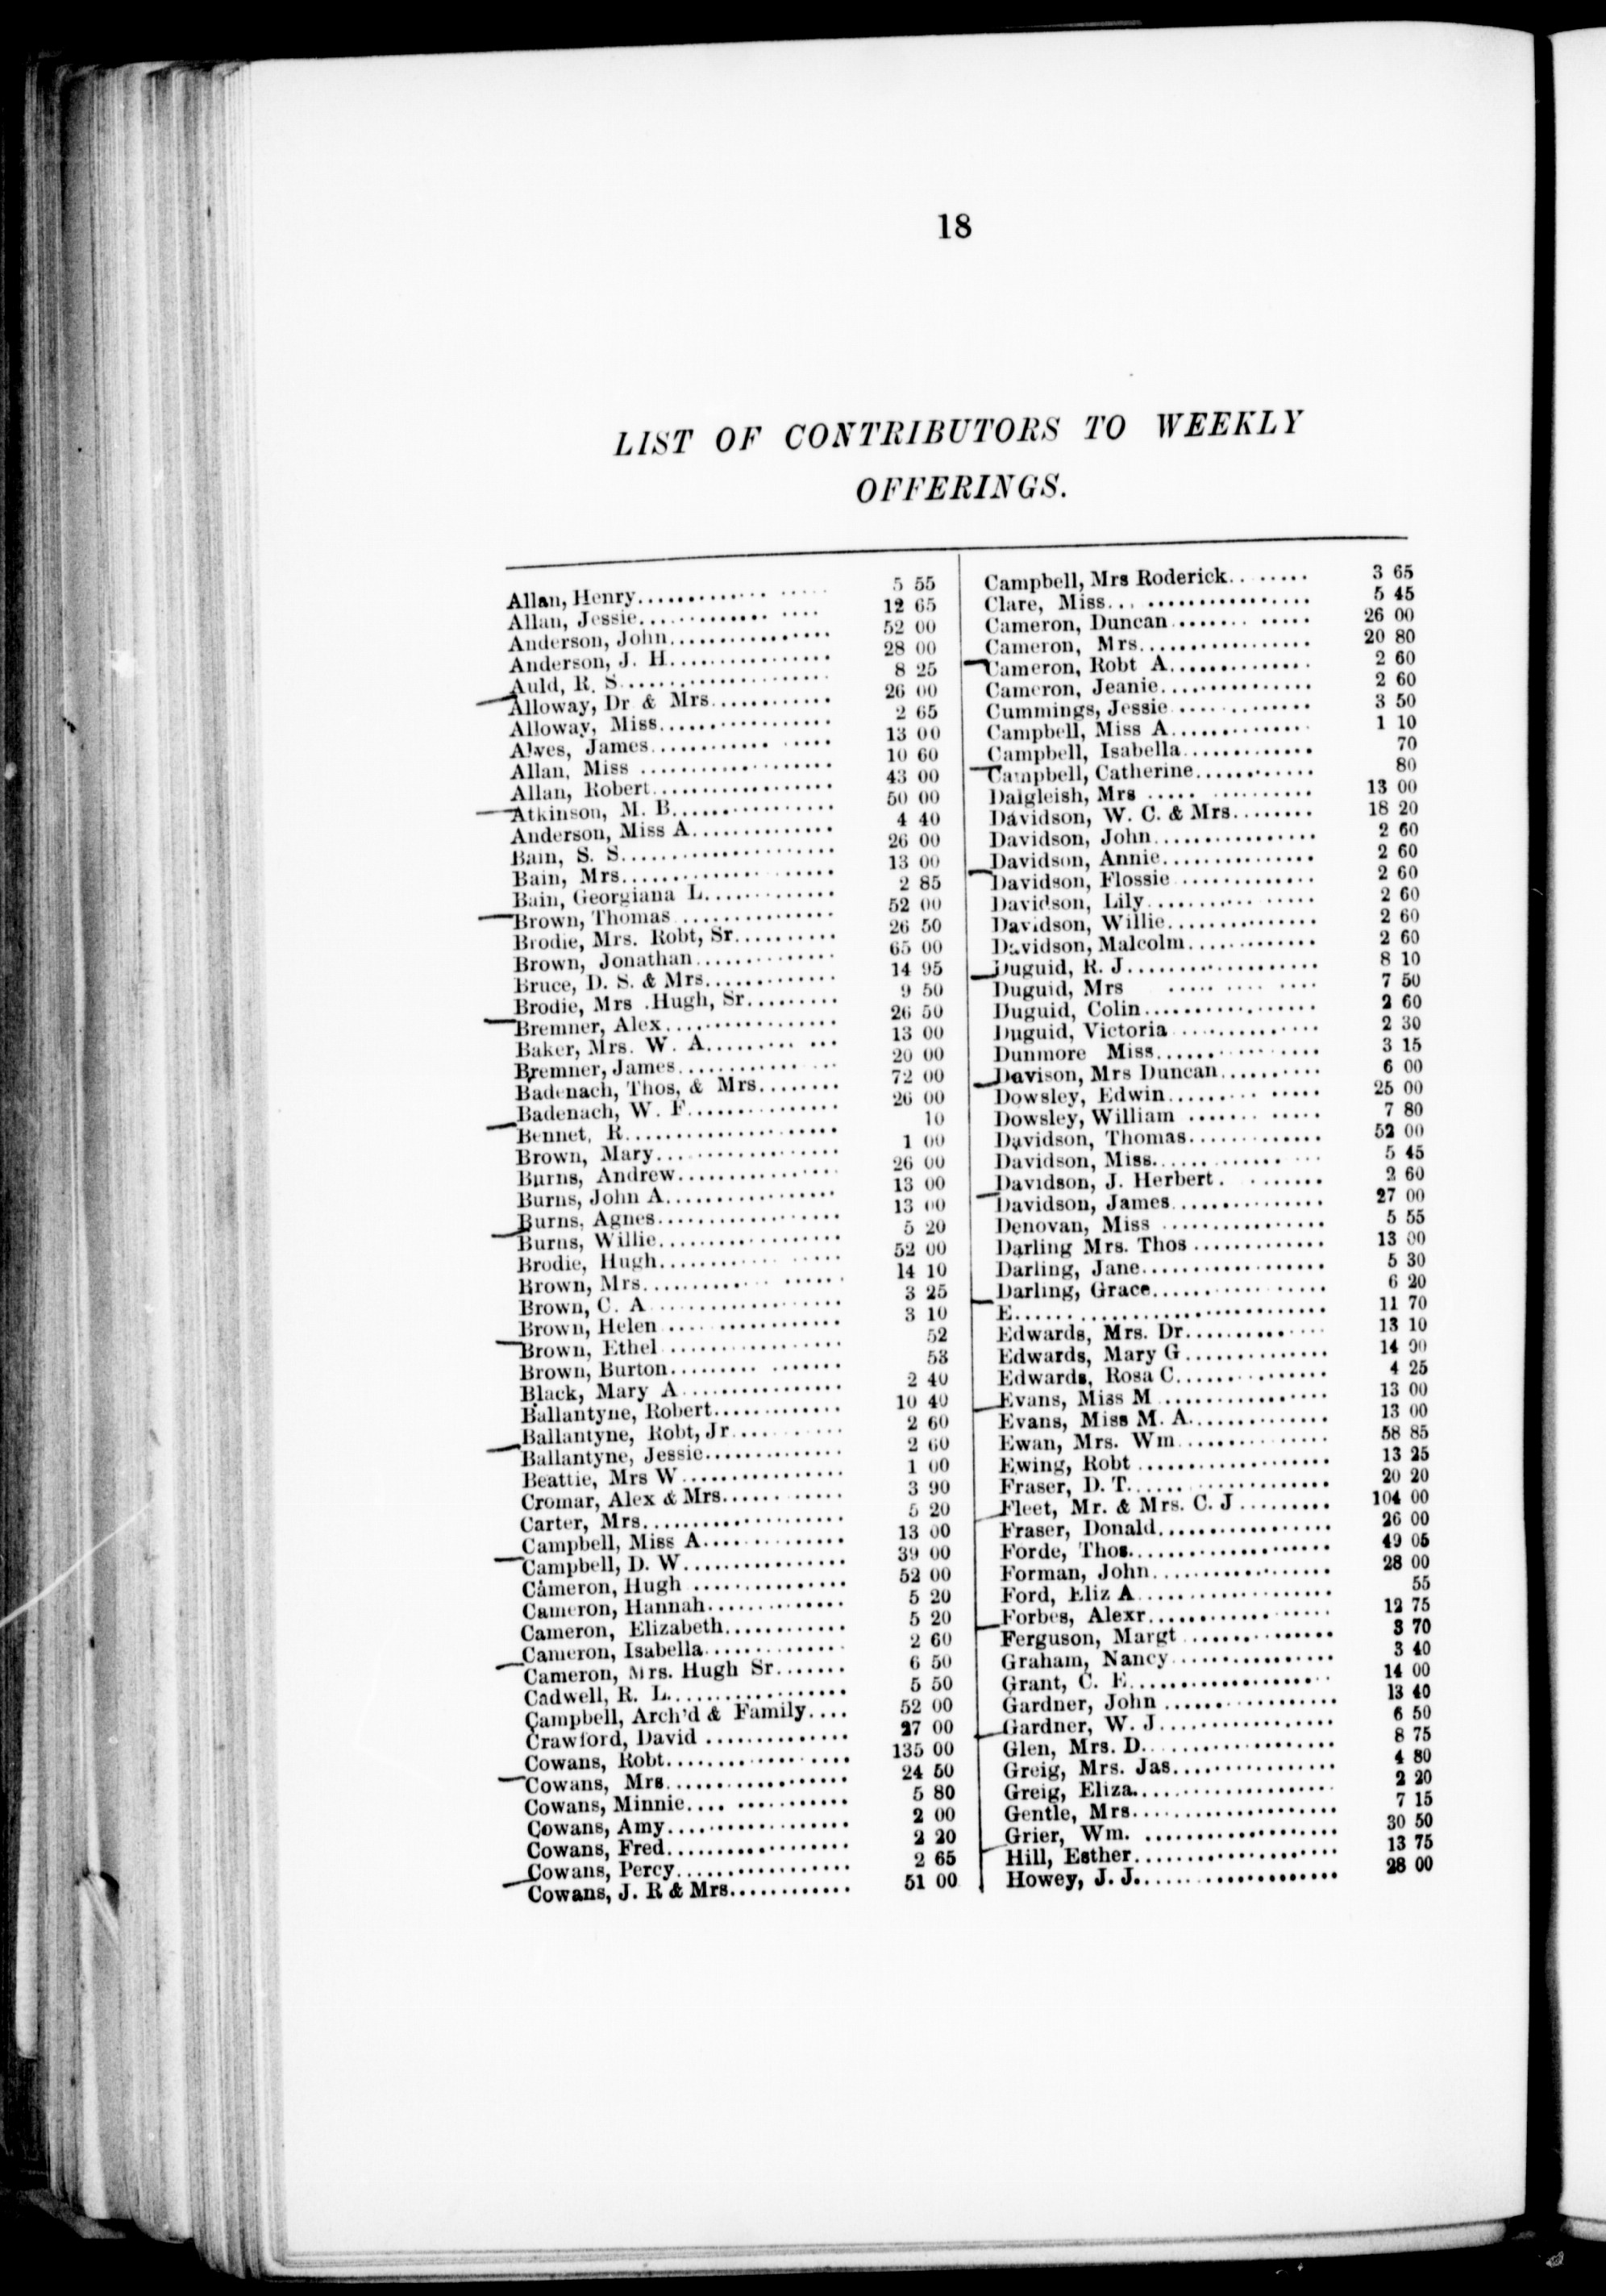 18
LIST OF CONTRIBUTORS TO WEEKLY
OFFERINGS.
Allan, Henry 5 55
Allan, Jessie 12 65
Anderson, John 52 00
Anderson, J. H 28 00
Auld, R. S 8 25
Alloway, Dr & Mrs 26 00
Alloway, Miss 2 65
Alves, James 13 00
Allan, Miss 10 60
Allan, Robert 43 00
Atkinson, M. B 50 00
Anderson, Miss A 4 40
Bain, S. S 26 00
Bain, Mrs 13 00
Bain, Georgiana L 2 85
Brown, Thomas 52 00
Brodie, Mrs. Robt, Sr 26 50
Brown, Jonathan 65 00
Bruce, D. S. & Mrs 14 95
Brodie, Mrs .Hugh, Sr 9 50
Bremner, Alex 26 50
Baker, Mrs. W. A 13 00
Bremner, James 20 00
Badenach, Thos, & Mrs 72 00
Badenach, W. F 26 00
Bennet, R 10
Brown, Mary 1 00
Burns, Andrew 26 00
Burns, John A 13 00
Burns, Agnes 13 00
Burns, Willie 5 20
Brodie, Hugh 52 00
Brown, Mrs 14 10
Brown, C. A 3 25
Brown, Helen 3 10
Brown, Ethel 52
Brown, Burton 53
Black, Mary A 2 40
Ballantyne, Robert 10 40
Ballantyne, Robt, Jr 2 60
Ballantyne, Jessie 2 60
Beattie, Mrs W 1 00
Cromar, Alex & Mrs 3 90
Carter, Mrs 5 20
Campbell, Miss A 13 00
Campbell, D. W 39 00
Cameron, Hugh 52 00
Cameron, Hannah 5 20
Cameron, Elizabeth 5 20
Cameron, Isabella 2 60
Cameron, Mrs. Hugh Sr 6 50
Cadwell, R. L 5 50
Campbell, Arch'd & Family 52 00
Crawford, David 27 00
Cowans, Robt 135 00
Cowans, Mrs 24 50
Cowans, Minnie 5 80
Cowans, Amy 2 00
Cowans, Fred 2 20
Cowans, Percy 2 65
Cowans, J. R & Mrs 51 00
Campbell, Mrs Roderick 3 65
Clare, Miss 5 45
Cameron, Duncan 26 00
Cameron, Mrs 20 80
Cameron, Robt A 2 60
Cameron, Jeanie 2 60
Cummings, Jessie 3 50
Campbell, Miss A 1 10
Campbell, Isabella 70
Campbell, Catherine 80
Dalgleish, Mrs 13 00
Davidson, W. C. & Mrs 18 20
Davidson, John 2 60
Davidson, Annie 2 60
Davidson, Flossie 2 60
Davidson, Lily 2 60
Davidson, Willie 2 60
Davidson, Malcolm 2 60
Duguid, R. J 8 10
Duguid, Mrs 7 50
Duguid, Colin 2 60
Duguid, Victoria 2 30
Dunmore Miss 3 15
Davison, Mrs Duncan 6 00
Dowsley, Edwin 25 00
Dowsley, William 7 80
Davidson, Thomas 52 00
Davidson, Miss 5 45
Davidson, J. Herbert 2 60
Davidson, James 27 00
Denovan, Miss 5 55
Darling Mrs. Thos 13 00
Darling, Jane 5 30
Darling, Grace 6 20
E 11 70
Edwards, Mrs. Dr 13 10
Edwards, Mary G 14 00
Edwards, Rosa C 4 25
Evans, Miss M 13 00
Evans, Miss M. A 13 00
Ewan, Mrs. Wm 58 85
Ewing, Robt 13 25
Fraser, D. T 20 20
Fleet, Mr. & Mrs. C. J 104 00
Fraser, Donald 26 00
Forde, Thos 49 05
Forman, John 28 00
Ford, Eliz A 55
Forbes, Alexr 12 75
Ferguson, Margt 3 70
Graham, Nancy 3 40
Grant, C. E 14 00
Gardner, John 13 40
Gardner, W. J 6 50
Glen, Mrs. D 8 75
Greig, Mrs. Jas 4 80
Greig, Eliza 2 20
Gentle, Mrs 7 15
Grier, Wm. 30 50
Hill, Esther 13 75
Howey, J. J. 28 00